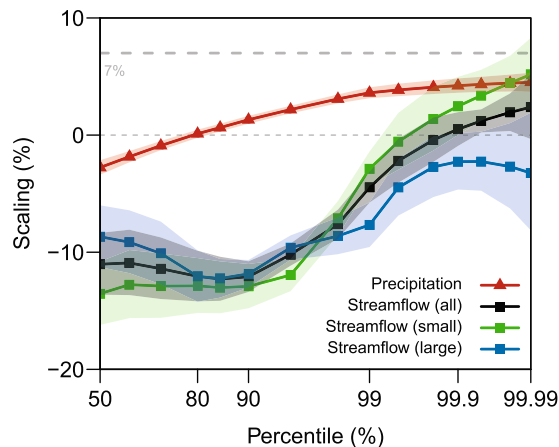 10
7%
0
−10
−20
Scaling (%)
Precipitation
Streamflow (all)
Streamflow (small)
Streamflow (large)
50 80 90 99 99.9 99.99
Percentile (%)